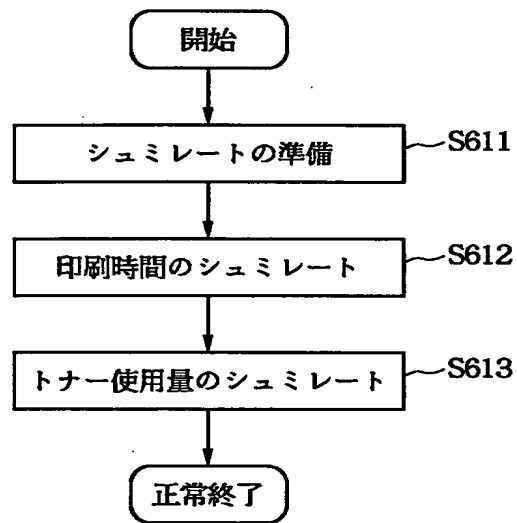 開始
シュミレートの準備
S611
印刷時間のシュミレート
S612
トナー使用量のシュミレート
S613
正常終了